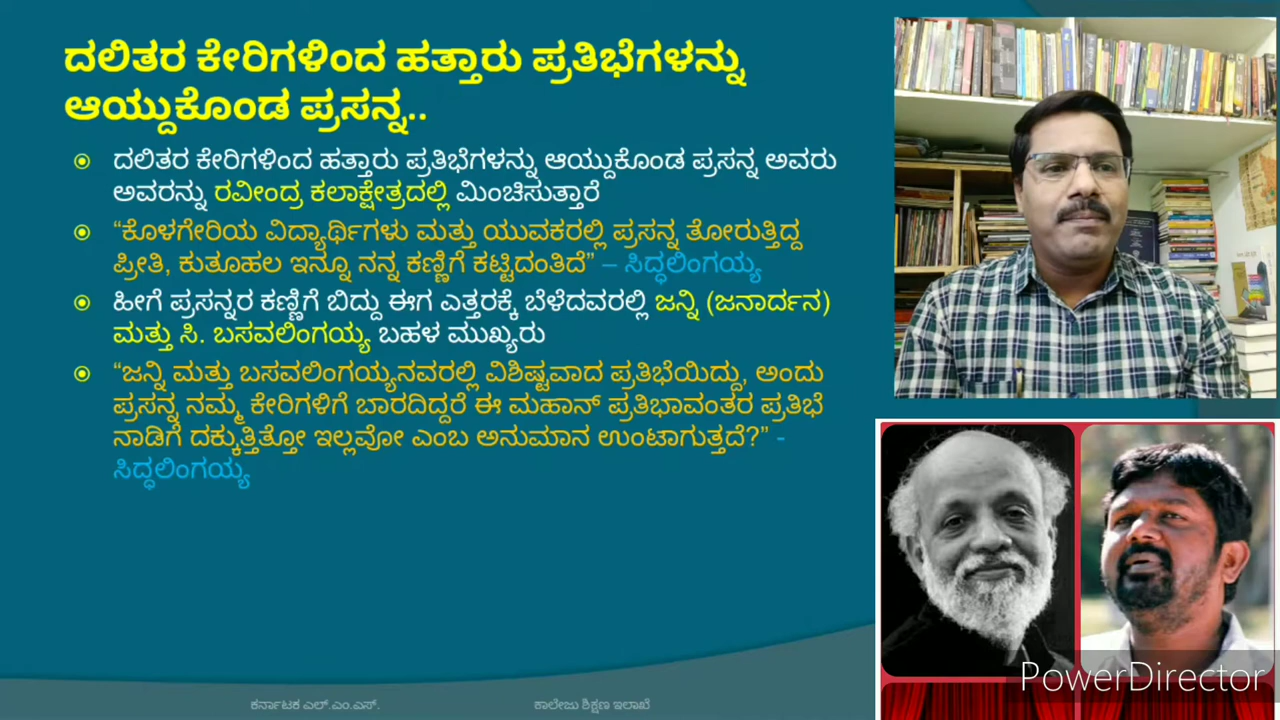 ದಲಿತರ ಕೇರಿಗಳಿಂದ ಹತ್ತಾರು ಪ್ರತಿಭೆಗಳನ್ನು
ಆಯ್ದುಕೊಂಡ ಪ್ರಸನ್ನ..
ದಲಿತರ ಕೇರಿಗಳಿಂದ ಹತ್ತಾರು ಪ್ರತಿಭೆಗಳನ್ನು ಆಯ್ದುಕೊಂಡ ಪ್ರಸನ್ನ ಅವರು
ಅವರನ್ನು ರವೀಂದ್ರ ಕಲಾಕ್ಷೇತ್ರದಲ್ಲಿ ಮಿಂಚಿಸುತ್ತಾರೆ
“ಕೊಳಗೇರಿಯ ವಿದ್ಯಾರ್ಥಿಗಳು ಮತ್ತು ಯುವಕರಲ್ಲಿ ಪ್ರಸನ್ನ ತೋರುತ್ತಿದ್ದ
ಪ್ರೀತಿ, ಕುತೂಹಲ ಇನ್ನೂ ನನ್ನ ಕಣ್ಣಿಗೆ ಕಟ್ಟಿದಂತಿದೆ” – ಸಿದ್ಧಲಿಂಗಯ್ಯ
ಹೀಗೆ ಪ್ರಸನ್ನರ ಕಣ್ಣಿಗೆ ಬಿದ್ದು ಈಗ ಎತ್ತರಕ್ಕೆ ಬೆಳೆದವರಲ್ಲಿ ಜನ್ನಿ (ಜನಾರ್ದನ)
ಮತ್ತು ಸಿ. ಬಸವಲಿಂಗಯ್ಯ ಬಹಳ ಮುಖ್ಯರು
“ಜನ್ನಿ ಮತ್ತು ಬಸವಲಿಂಗಯ್ಯನವರಲ್ಲಿ ವಿಶಿಷ್ಟವಾದ ಪ್ರತಿಭೆಯಿದ್ದು, ಅಂದು
ಪ್ರಸನ್ನ ನಮ್ಮ ಕೇರಿಗಳಿಗೆ ಬಾರದಿದ್ದರೆ ಈ ಮಹಾನ್ ಪ್ರತಿಭಾವಂತರ ಪ್ರತಿಭೆ
ನಾಡಿಗೆ ದಕ್ಕುತ್ತಿತ್ತೋ ಇಲ್ಲವೋ ಎಂಬ ಅನುಮಾನ ಉಂಟಾಗುತ್ತದೆ?” -
ಸಿದ್ಧಲಿಂಗಯ್ಯ
ಕರ್ನಾಟಕ ಎಲ್.ಎಂ.ಎಸ್. ಕಾಲೇಜು ಶಿಕ್ಷಣ ಇಲಾಖೆ
PowerDirector